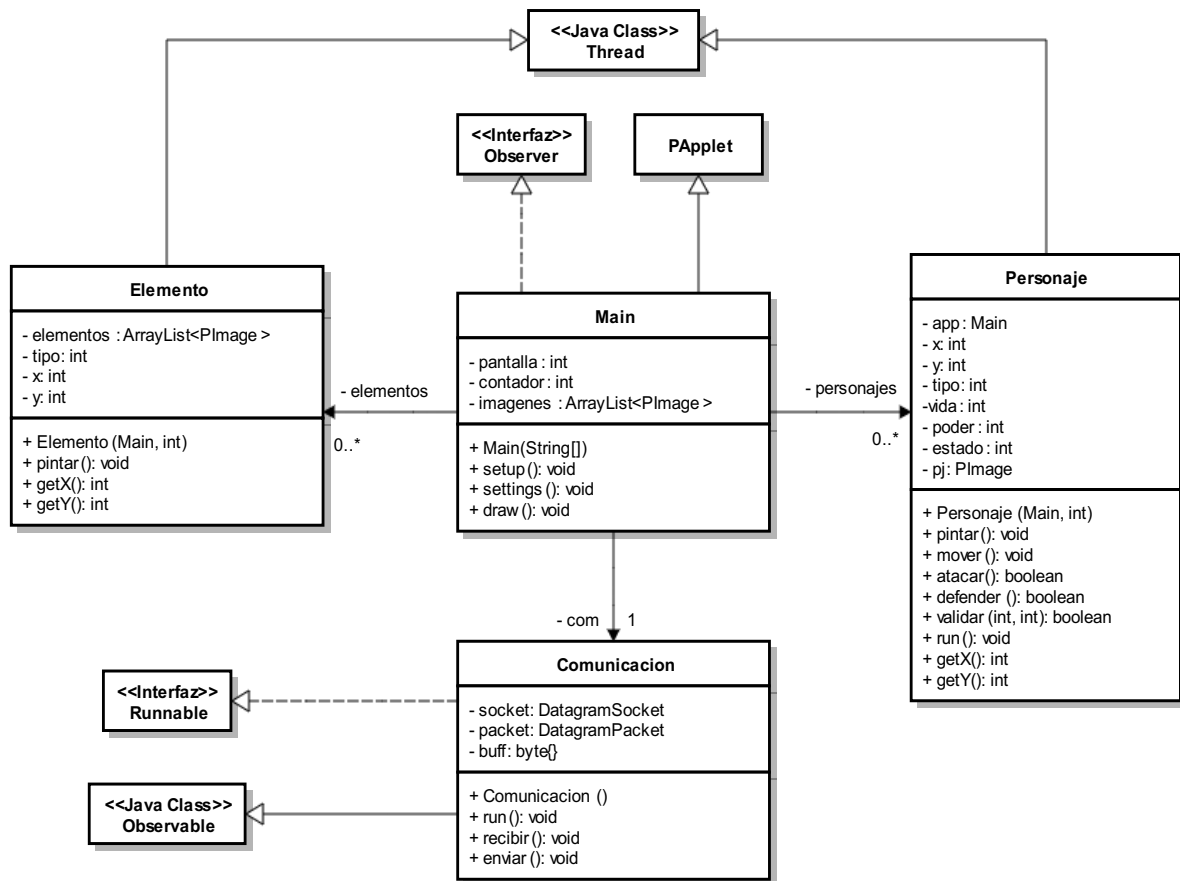 <<Java Class>>
Thread
<<Interfaz>>
Observer
PApplet
Elemento
- elementos : ArrayList<PImage >
- tipo: int
- x: int
- y: int
+ Elemento (Main, int)
+ pintar(): void
+ getX(): int
+ getY(): int
- elementos
0..*
Main
- pantalla : int
- contador : int
- imagenes : ArrayList<PImage >
+ Main(String[])
+ setup(): void
+ settings (): void
+ draw (): void
- personajes
0..*
Personaje
- app : Main
- x: int
- y: int
- tipo: int
-vida : int
- poder : int
- estado : int
- pj : PImage
+ Personaje (Main, int)
+ pintar (): void
+ mover (): void
+ atacar(): boolean
+ defender (): boolean
+ validar (int, int): boolean
+ run (): void
+ getX(): int
+ getY(): int
- com
1
Comunicacion
- socket: DatagramSocket
- packet: DatagramPacket
- buff: byte{}
+ Comunicacion ()
+ run (): void
+ recibir (): void
+ enviar (): void
<<Interfaz>>
Runnable
<<Java Class>>
Observable